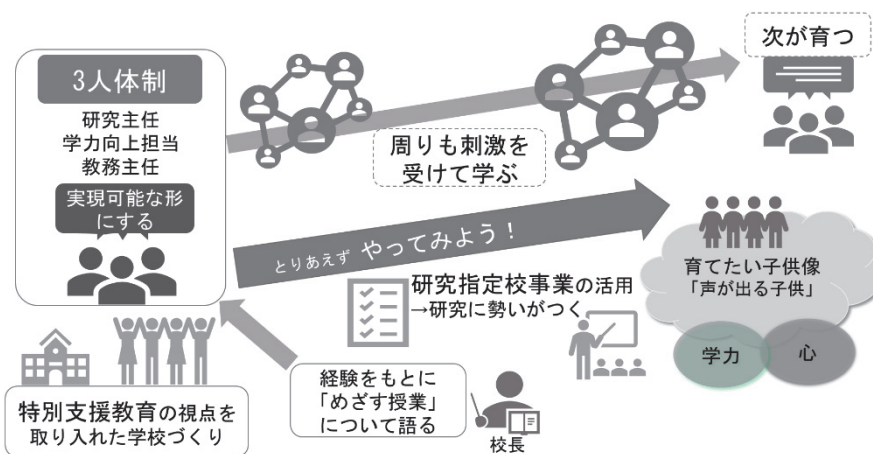 3人体制
研究主任
学力向上担当
教務主任
実現可能な形
にする
周りも刺激を
受けて学ぶ
次が育つ
とりあえず やってみよう！
研究指定校事業の活用
→研究に勢いがつく
育てたい子供像
「声が出る子供」
学力
心
特別支援教育の視点を
取り入れた学校づくり
経験をもとに
「めざす授業」
について語る
校長